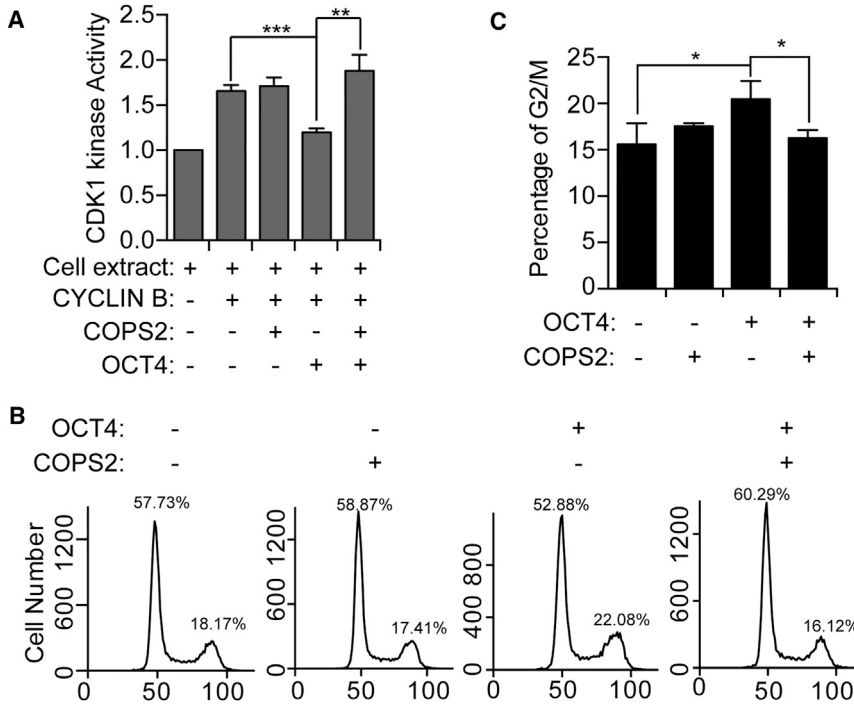 A
CDK1 kinase Activity
2.5
2.0
1.5
1.0
0.5
0.0
***
**
Cell extract: + + + + +
CYCLIN B: - + + + +
COPS2: - - + - +
OCT4: - - - + +
C
Percentage of G2/M
25
20
15
10
5
0
*
*
OCT4: - - + +
COPS2: - + - +
B
OCT4: - - + +
COPS2: - + - +
Cell Number
1200
600
0
57.73%
18.17%
0 50 100
1200
600
0
58.87%
17.41%
0 50 100
800
400
0
52.88%
22.08%
0 50 100
1200
600
0
60.29%
16.12%
0 50 100